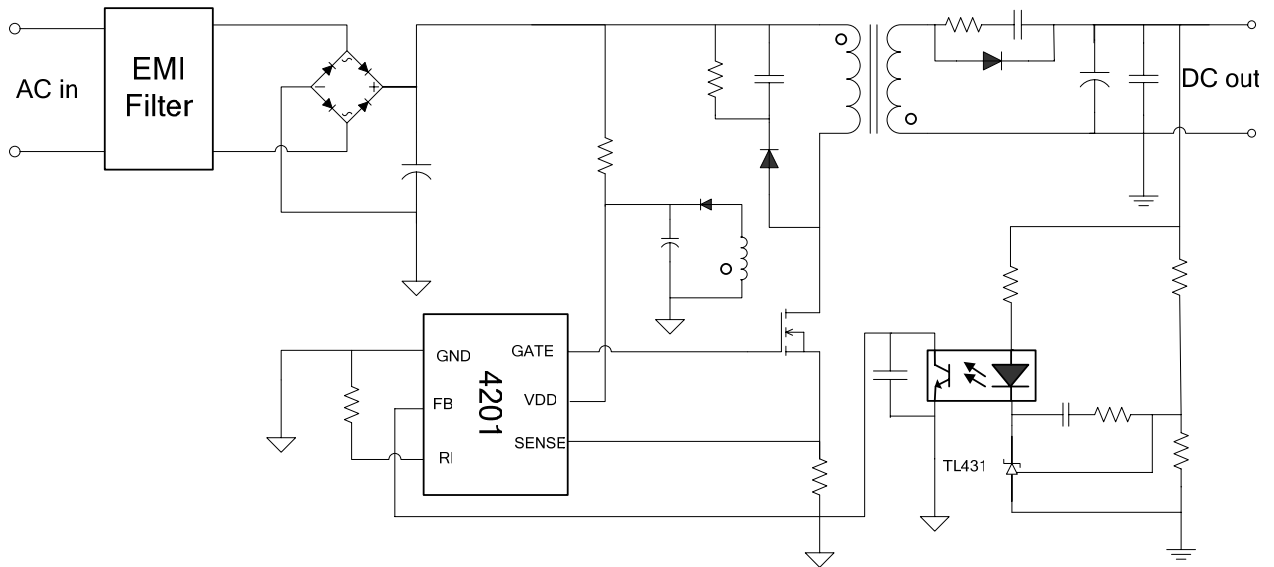 AC in
EMI
Filter
DC out
GND
GATE
FB
4201
VDD
SENSE
RI
TL431